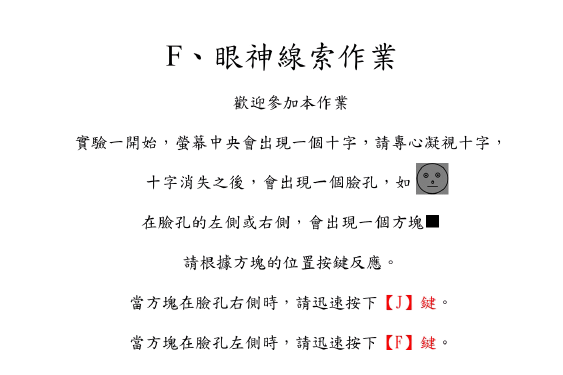 F、眼神線索作業
歡迎參加本作業
實驗一開始，螢幕中央會出現一個十字，請專心凝視十字，
十字消失之後，會出現一個臉孔，如
在臉孔的左側或右側，會出現一個方塊■
請根據方塊的位置按鍵反應。
當方塊在臉孔右側時，請迅速按下【J】鍵。
當方塊在臉孔左側時，請迅速按下【F】鍵。